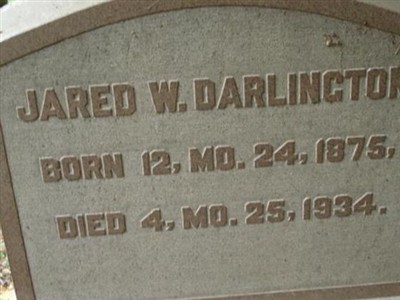 JARED W. DARLINGTON
BORN 12, MO. 24, 1875,
DIED 4, MO. 25, 1934.